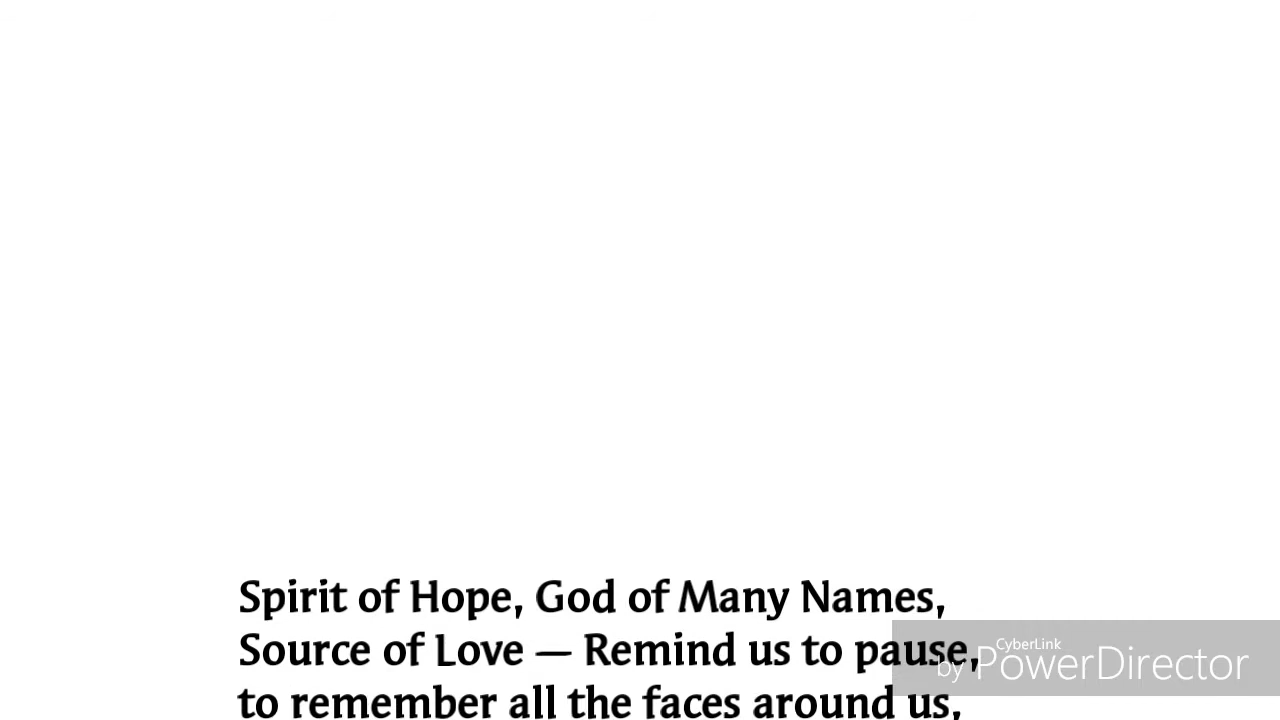 Spirit of Hope, God of Many Names,
Source of Love — Remind us to pause,
to remember all the faces around us,
CyberLink
by PowerDirector